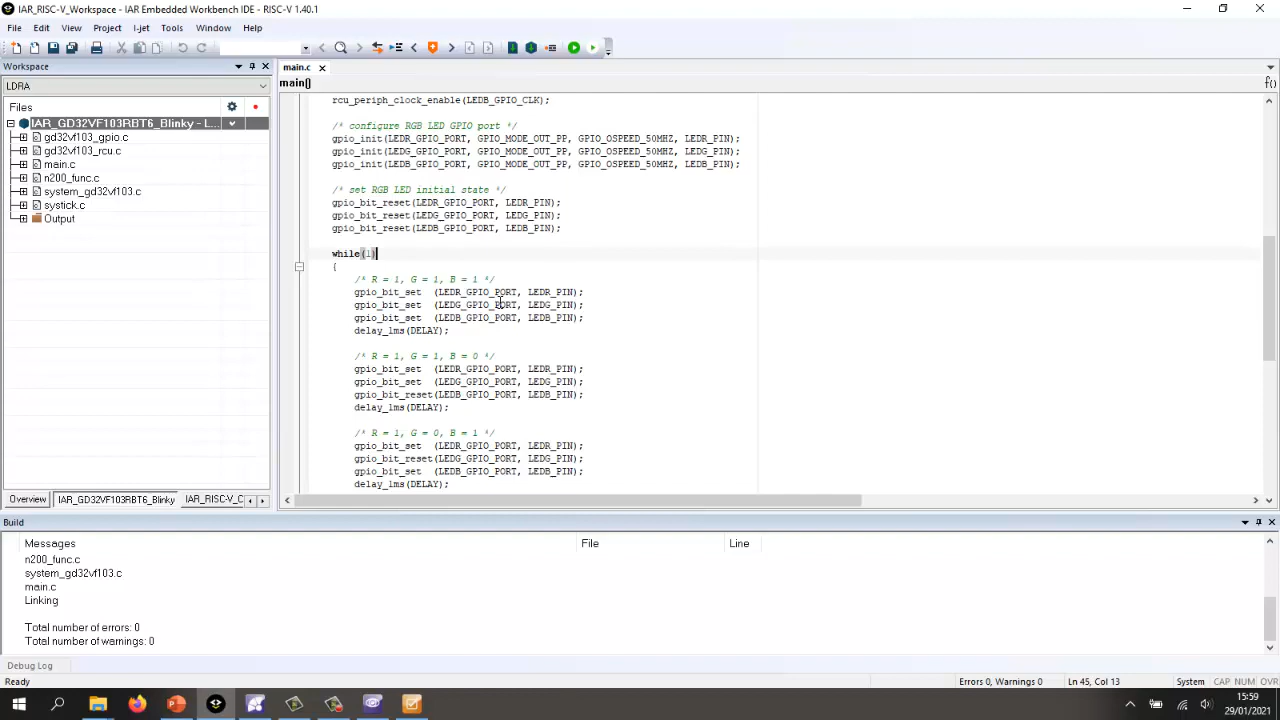 IAR_RISC-V_Workspace - IAR Embedded Workbench IDE - RISC-V 1.40.1
File Edit View Project I-jet Tools Window Help
Workspace
main.c
LDRA
main()
f()
Files
IAR_GD32VF103RBT6_Blinky - L...
gd32vf103_gpio.c
gd32vf103_rcu.c
main.c
n200_func.c
system_gd32vf103.c
systick.c
Output
rcu_periph_clock_enable(LEDB_GPIO_CLK);
/* configure RGB LED GPIO port */
gpio_init(LEDR_GPIO_PORT, GPIO_MODE_OUT_PP, GPIO_OSPEED_50MHZ, LEDR_PIN);
gpio_init(LEDG_GPIO_PORT, GPIO_MODE_OUT_PP, GPIO_OSPEED_50MHZ, LEDG_PIN);
gpio_init(LEDB_GPIO_PORT, GPIO_MODE_OUT_PP, GPIO_OSPEED_50MHZ, LEDB_PIN);
/* set RGB LED initial state */
gpio_bit_reset(LEDR_GPIO_PORT, LEDR_PIN);
gpio_bit_reset(LEDG_GPIO_PORT, LEDG_PIN);
gpio_bit_reset(LEDB_GPIO_PORT, LEDB_PIN);
while(1)
{
/* R = 1, G = 1, B = 1 */
gpio_bit_set  (LEDR_GPIO_PORT, LEDR_PIN);
gpio_bit_set  (LEDG_GPIO_PORT, LEDG_PIN);
gpio_bit_set  (LEDB_GPIO_PORT, LEDB_PIN);
delay_1ms(DELAY);
/* R = 1, G = 1, B = 0 */
gpio_bit_set  (LEDR_GPIO_PORT, LEDR_PIN);
gpio_bit_set  (LEDG_GPIO_PORT, LEDG_PIN);
gpio_bit_reset(LEDB_GPIO_PORT, LEDB_PIN);
delay_1ms(DELAY);
/* R = 1, G = 0, B = 1 */
gpio_bit_set  (LEDR_GPIO_PORT, LEDR_PIN);
gpio_bit_reset(LEDG_GPIO_PORT, LEDG_PIN);
gpio_bit_set  (LEDB_GPIO_PORT, LEDB_PIN);
delay_1ms(DELAY);
Overview IAR_GD32VF103RBT6_Blinky IAR_RISC-V_C
Build
Messages File Line
n200_func.c
system_gd32vf103.c
main.c
Linking
Total number of errors: 0
Total number of warnings: 0
Debug Log
Ready Errors 0, Warnings 0 Ln 45, Col 13 System CAP NUM OVR
15:59
29/01/2021